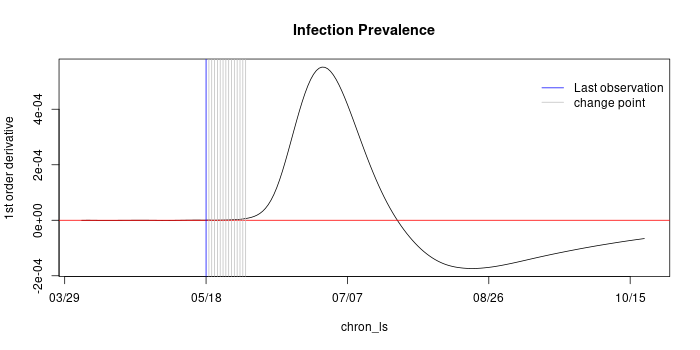 Infection Prevalence
1st order derivative
4e-04
2e-04
0e+00
-2e-04
Last observation
change point
03/29
05/18
07/07
08/26
10/15
chron_ls